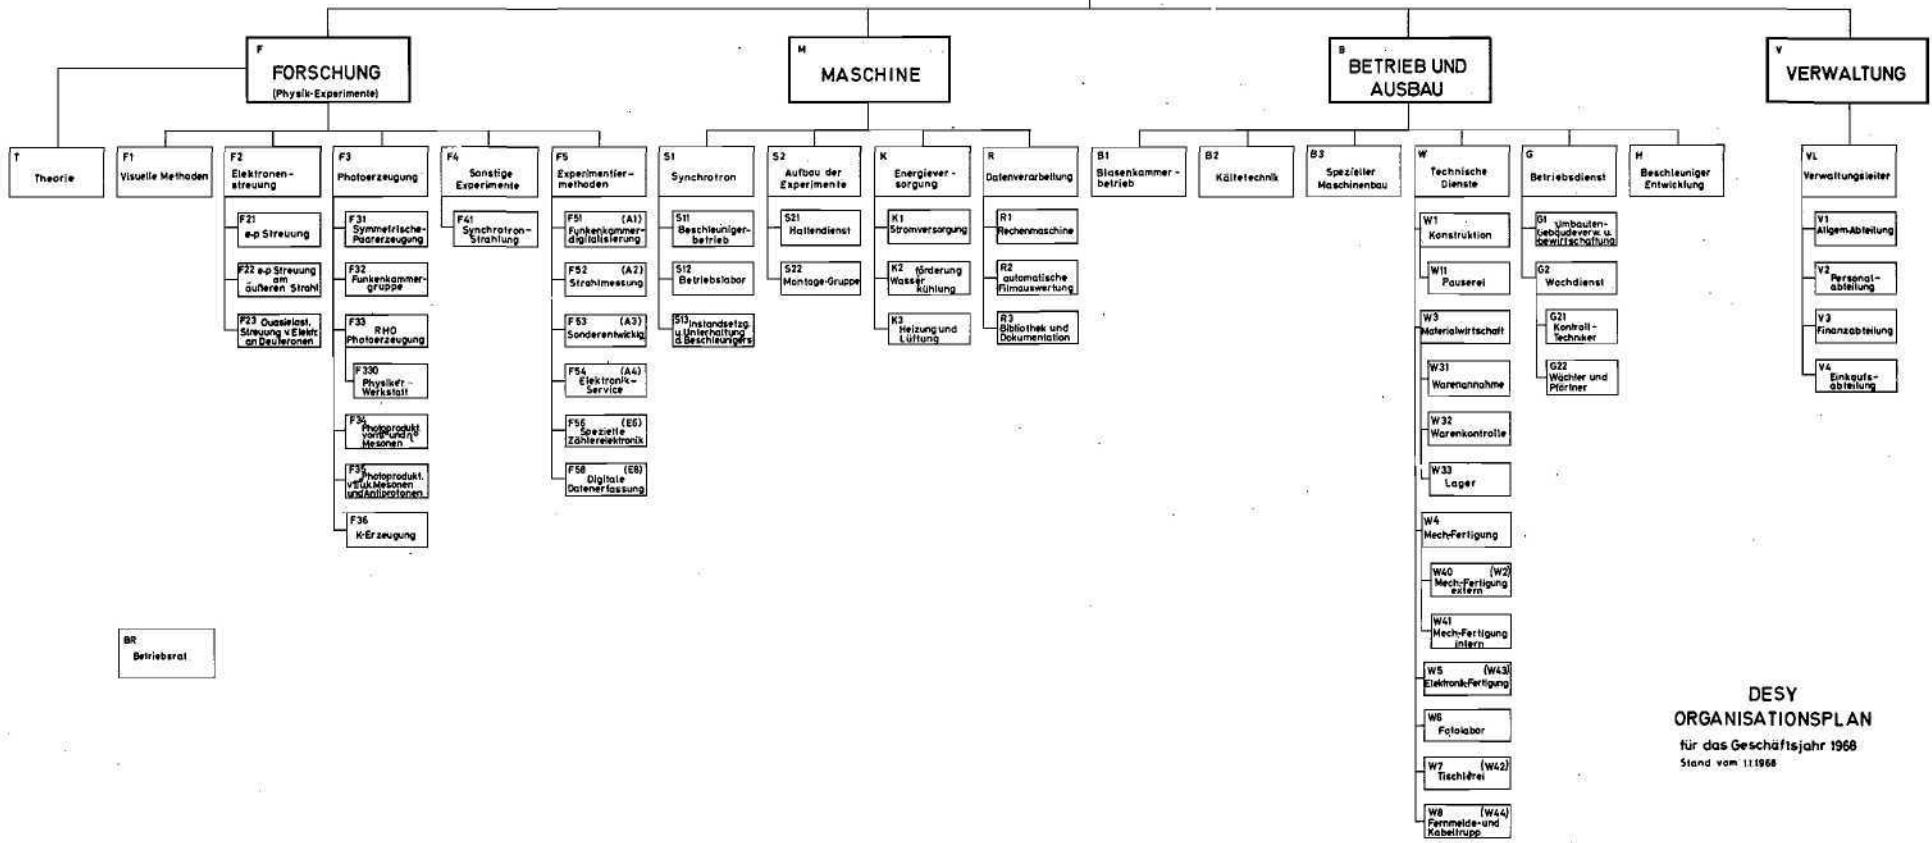 F
FORSCHUNG
(Physik-Experimente)
M
MASCHINE
B
BETRIEB UND
AUSBAU
V
VERWALTUNG
T
Theorie
F1
Visuelle Methoden
F2
Elektronen-
streuung
F21
e-p Streuung
F22 e-p Streuung
am
äußeren Strahl
F23 Quasielast.
Streuung v. Elektr.
an Deuteronen
F3
Photoerzeugung
F31
Symmetrische-
Paarerzeugung
F32
Funkenkammer-
gruppe
F33
RHO
Photoerzeugung
F330
Physiker-
Werkstatt
F34
Photoprodukt.
und
Mesonen
F35
Photoprodukt.
Mesonen
und Antiprotonen
F36
K-Erzeugung
F4
Sonstige
Experimente
F41
Synchrotron-
Strahlung
F5
Experimentier-
methoden
F51 (A1)
Funkenkammer-
digitalisierung
F52 (A2)
Strahlmessung
F53 (A3)
Sonderentwicklg
F54 (A4)
Elektronik-
Service
F56 (E6)
Spezielle
Zählerelektronik
F58 (E8)
Digitale
Datenerfassung
S1
Synchrotron
S11
Beschleuniger-
betrieb
S12
Betriebslabor
S13 Instandsetzg.
u. Unterhaltung
d. Beschleunigers
S2
Aufbau der
Experimente
S21
Hallendienst
S22
Montage-Gruppe
K
Energiever-
sorgung
K1
Stromversorgung
K2 förderung
Wasser
kühlung
K3
Heizung und
Lüftung
R
Datenverarbeitung
R1
Rechenmaschine
R2
automatische
Filmauswertung
R3
Bibliothek und
Dokumentation
B1
Blasenkammer-
betrieb
B2
Kältetechnik
B3
Spezieller
Maschinenbau
W
Technische
Dienste
W1
Konstruktion
W11
Pauserei
W3
Materialwirtschaft
W31
Warenannahme
W32
Warenkontrolle
W33
Lager
W4
Mech.-Fertigung
W40 (W2)
Mech.-Fertigung
extern
W41
Mech.-Fertigung
intern
W5 (W43)
Elektronik-Fertigung
W6
Fotolabor
W7 (W42)
Tischlerei
W8 (W44)
Fernmelde- und
Kabeltrupp
G
Betriebsdienst
G1
Umbauten-
Gebäudeverw. u.
bewirtschaftung
G2
Wachdienst
G21
Kontroll-
Techniker
G22
Wächter und
Pförtner
H
Beschleuniger
Entwicklung
VL
Verwaltungsleiter
V1
Allgem.-Abteilung
V2
Personal-
abteilung
V3
Finanzabteilung
V4
Einkaufs-
abteilung
BR
Betriebsrat
DESY
ORGANISATIONSPLAN
für das Geschäftsjahr 1968
Stand vom 1.1.1968